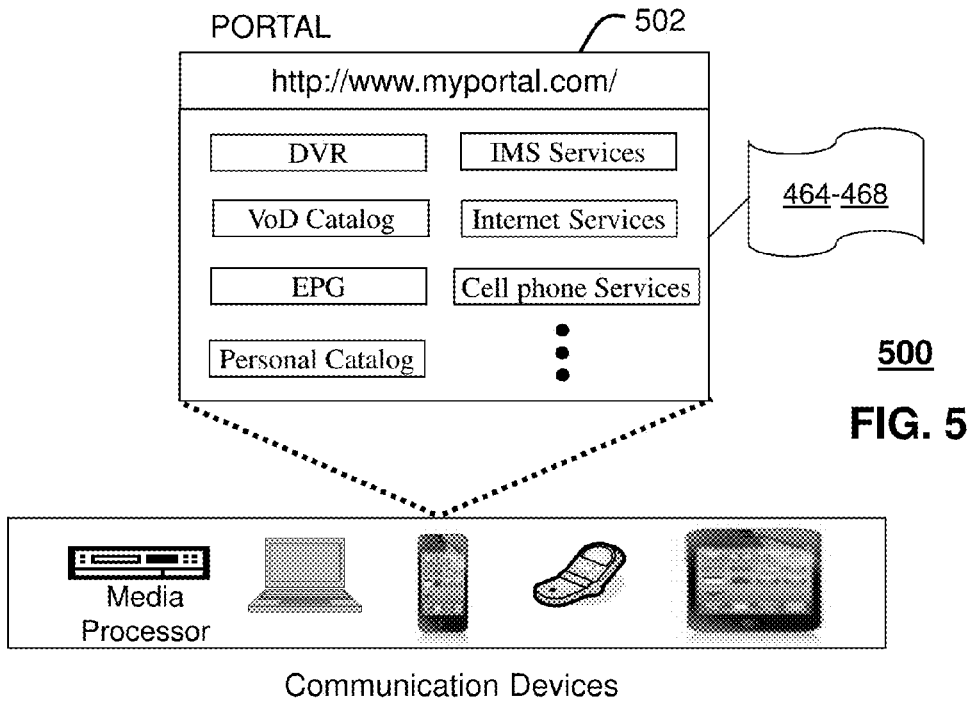 PORTAL
502
http://www.myportal.com/
DVR
IMS Services
VoD Catalog
Internet Services
EPG
Cell phone Services
Personal Catalog
464-468
500
FIG. 5
Media
Processor
Communication Devices